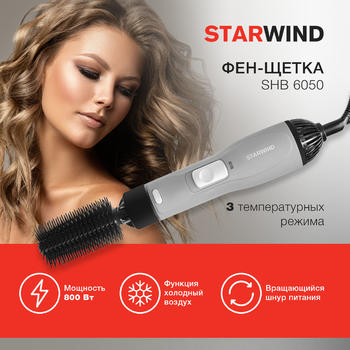 STARWIND
ФЕН-ЩЕТКА
SHB 6050
STARWIND
3 температурных
режима
Мощность
800 Вт
Функция
холодный
воздух
Вращающийся
шнур питания